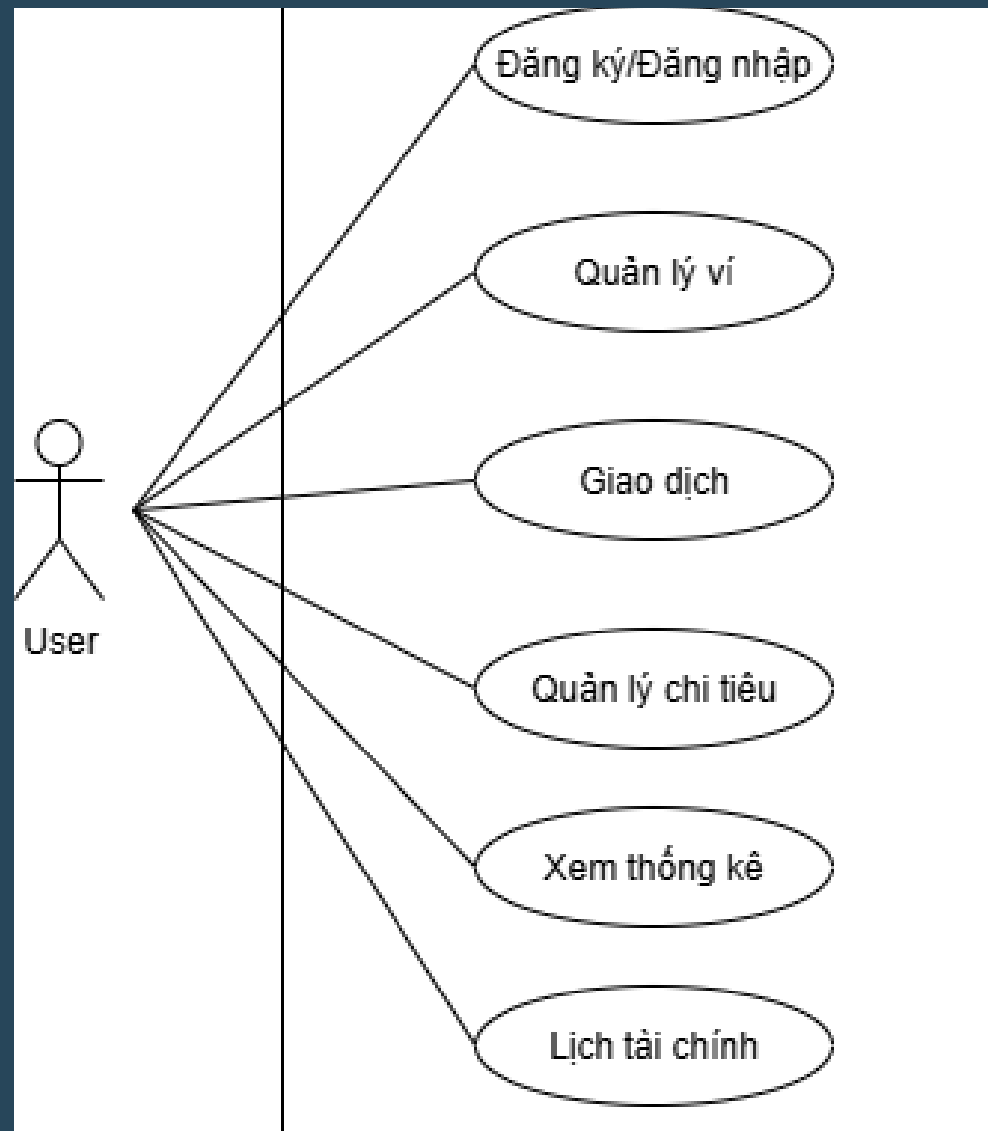 Đăng ký/Đăng nhập
Quản lý ví
Giao dịch
User
Quản lý chi tiêu
Xem thống kê
Lịch tài chính